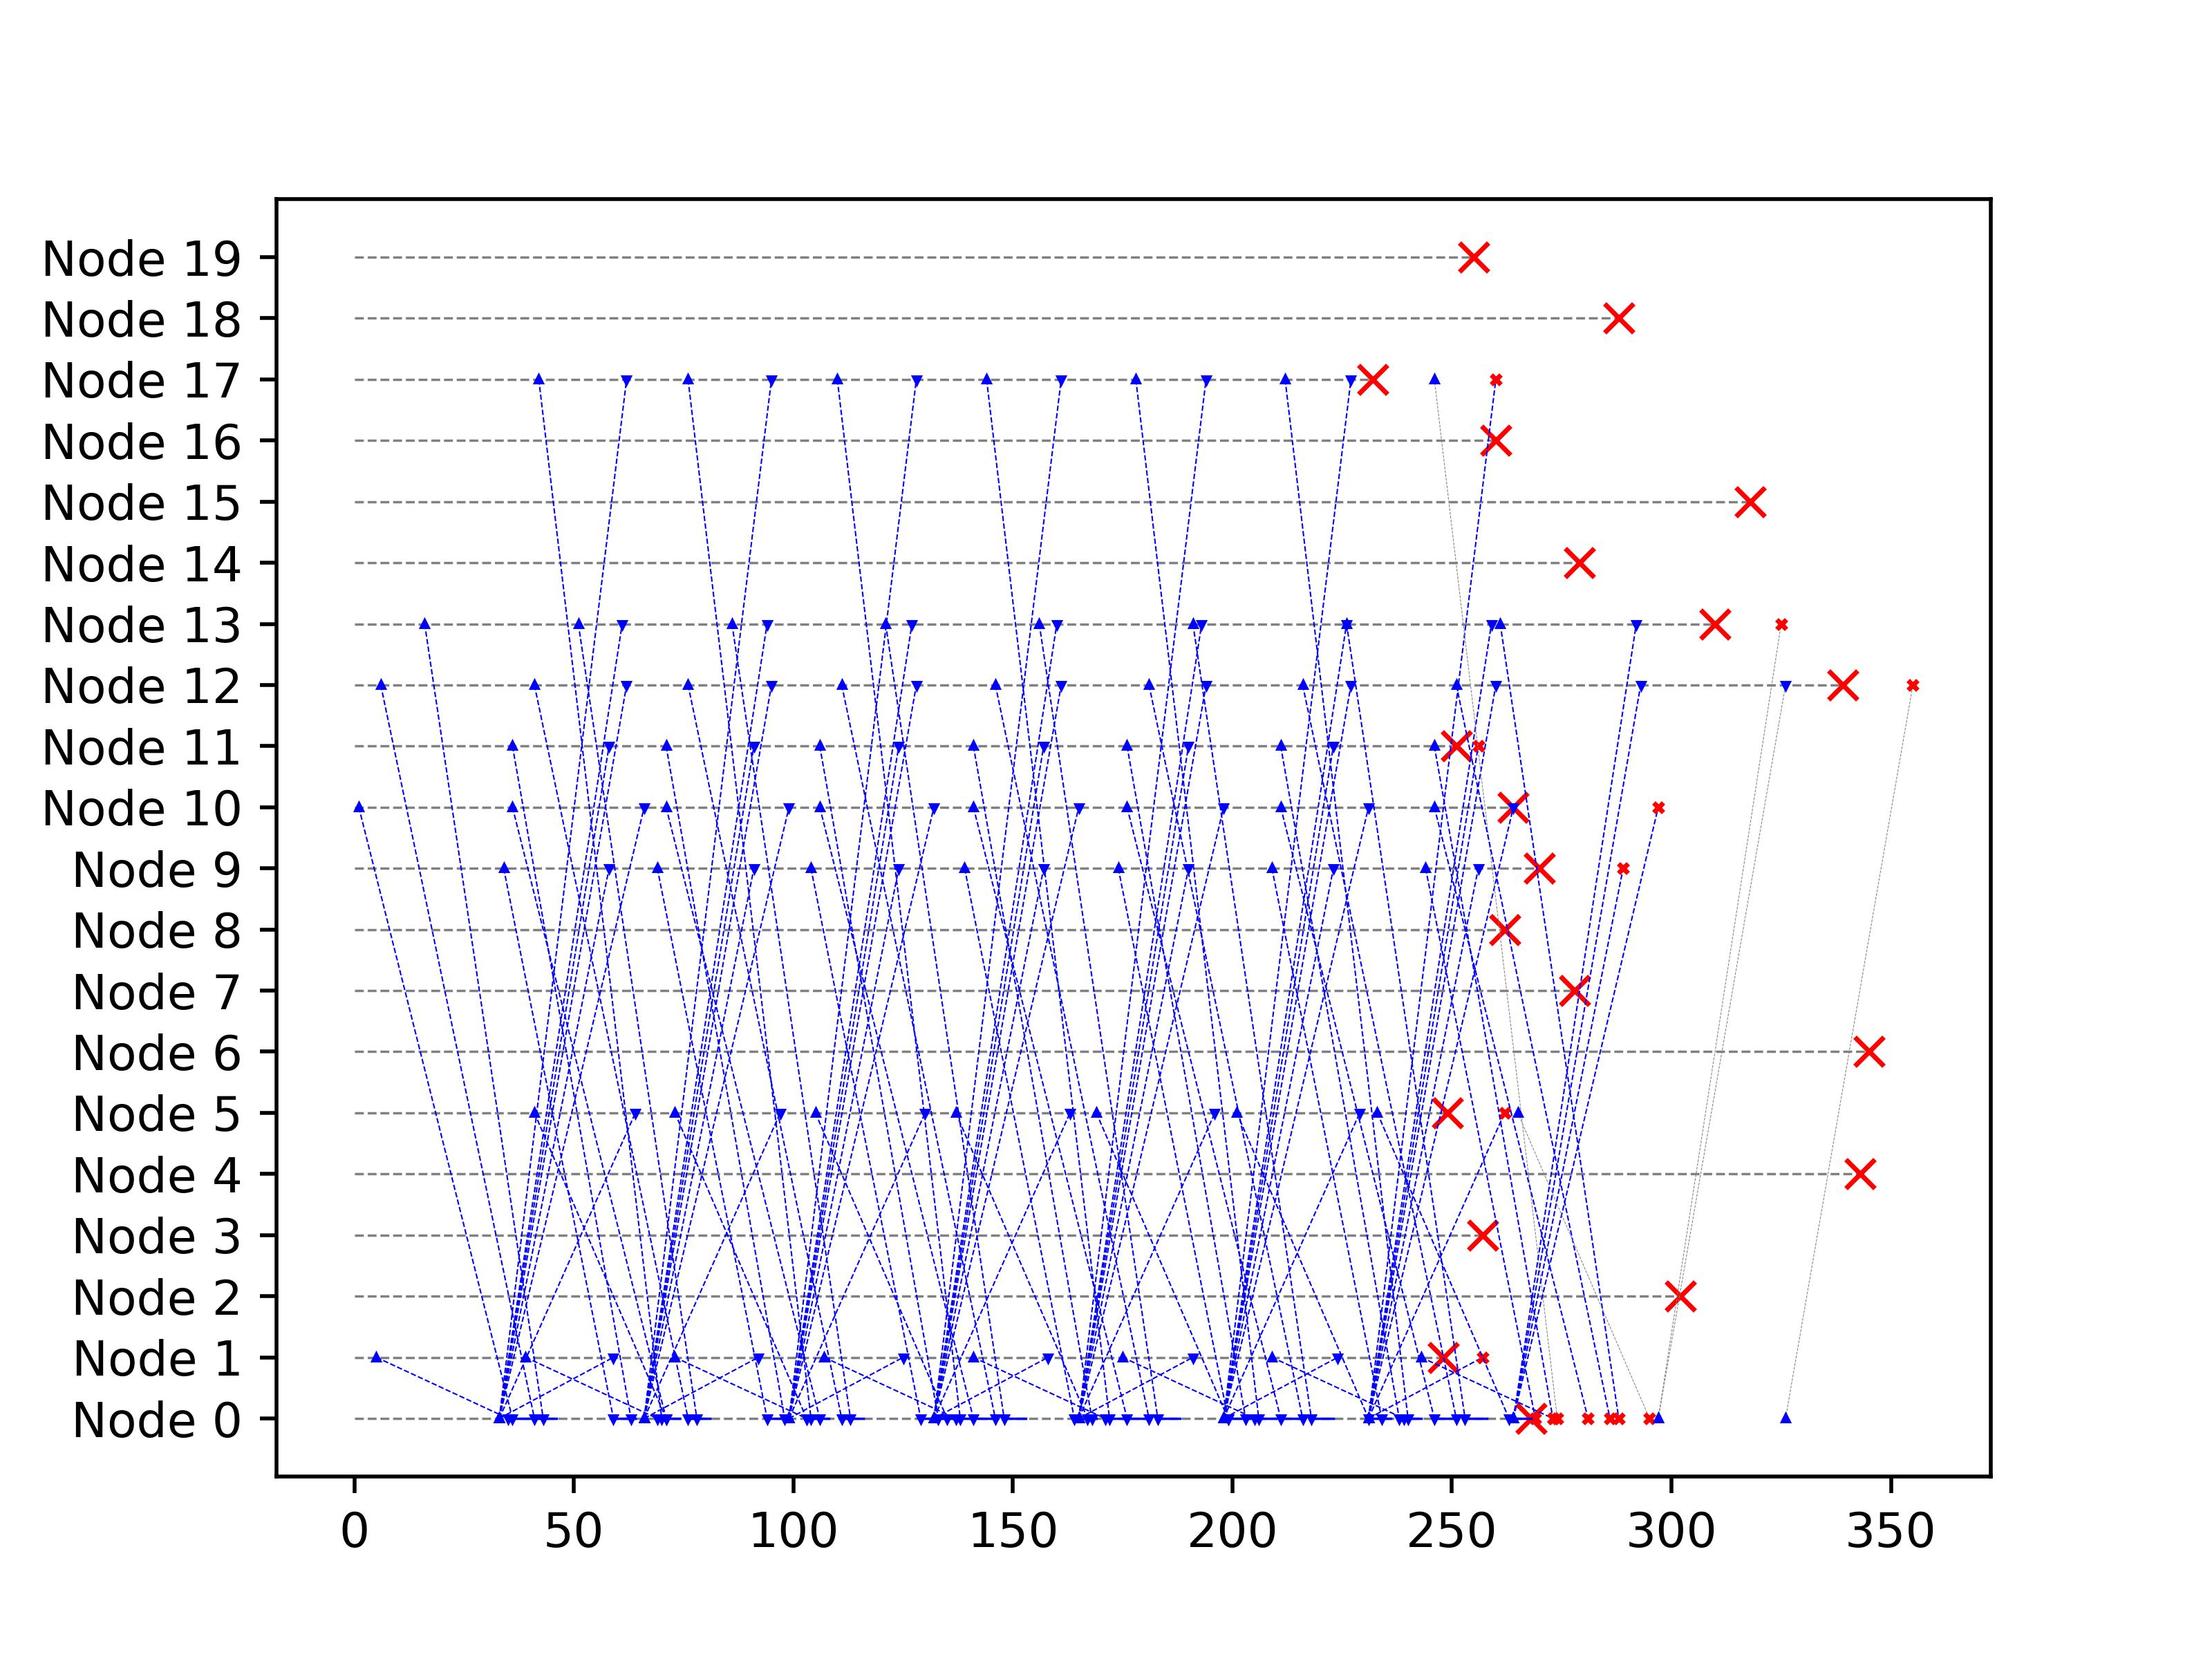 Node 19
Node 18
Node 17
Node 16
Node 15
Node 14
Node 13
Node 12
Node 11
Node 10
Node 9
Node 8
Node 7
Node 6
Node 5
Node 4
Node 3
Node 2
Node 1
Node 0
0 50 100 150 200 250 300 350